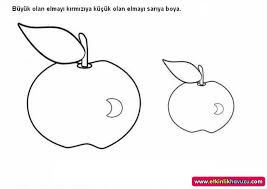 Büyük olan elmayı kırmızıya küçük olan elmayı sarıya boya.
www.etkinlikhavuzu.com